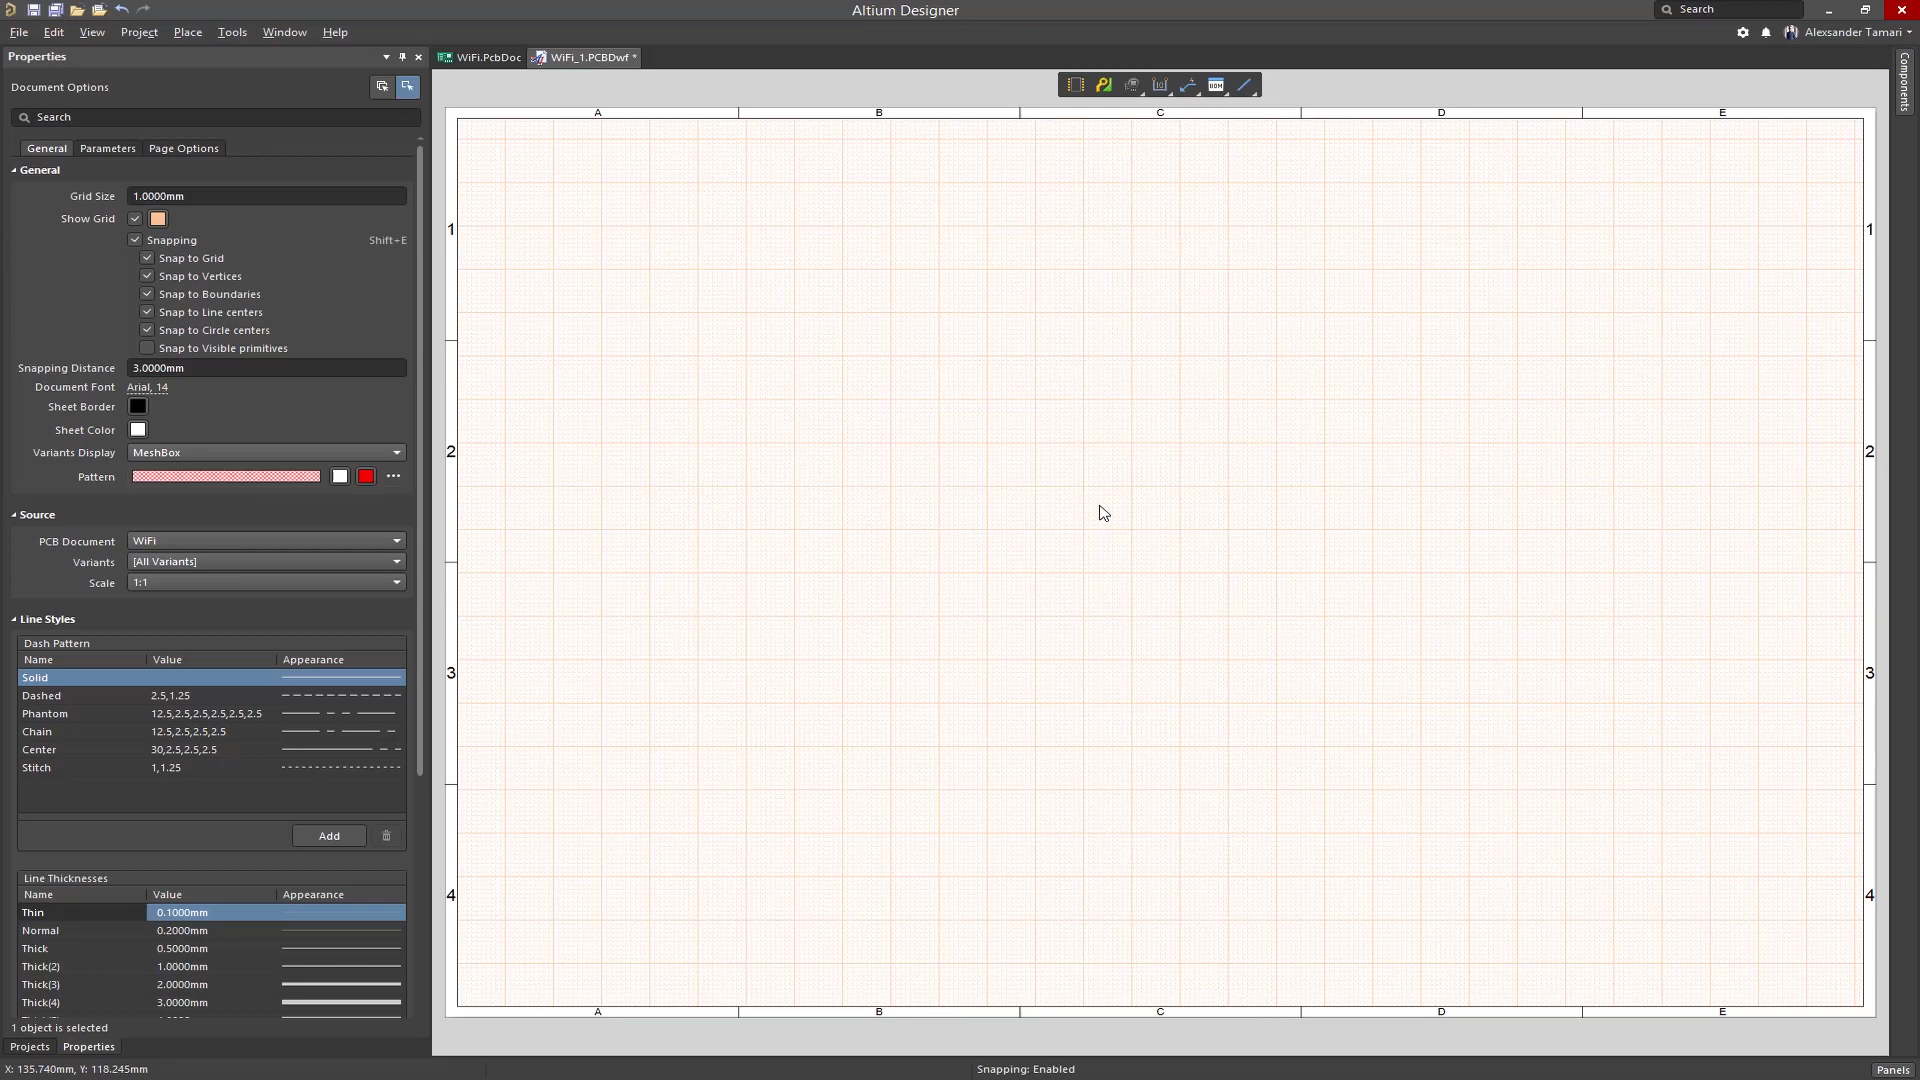 Altium Designer
Search
File Edit View Project Place Tools Window Help
Alexsander Tamari
Properties
WiFi.PcbDoc WiFi_1.PCBDwf *
Components
Document Options
Search
General Parameters Page Options
General
Grid Size 1.0000mm
Show Grid
Snapping Shift+E
Snap to Grid
Snap to Vertices
Snap to Boundaries
Snap to Line centers
Snap to Circle centers
Snap to Visible primitives
Snapping Distance 3.0000mm
Document Font Arial, 14
Sheet Border
Sheet Color
Variants Display MeshBox
Pattern
Source
PCB Document WiFi
Variants [All Variants]
Scale 1:1
Line Styles
Dash Pattern
Name Value Appearance
Solid
Dashed 2.5,1.25
Phantom 12.5,2.5,2.5,2.5,2.5,2.5
Chain 12.5,2.5,2.5,2.5
Center 30,2.5,2.5,2.5
Stitch 1,1.25
Add
Line Thicknesses
Name Value Appearance
Thin 0.1000mm
Normal 0.2000mm
Thick 0.5000mm
Thick(2) 1.0000mm
Thick(3) 2.0000mm
Thick(4) 3.0000mm
1 object is selected
Projects Properties
A B C D E
1 1
2 2
3 3
4 4
A B C D E
X: 135.740mm, Y: 118.245mm
Snapping: Enabled
Panels